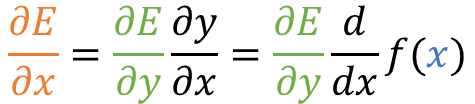 ∂E/∂x = ∂E/∂y ∂y/∂x = ∂E/∂y d/dx f(x)